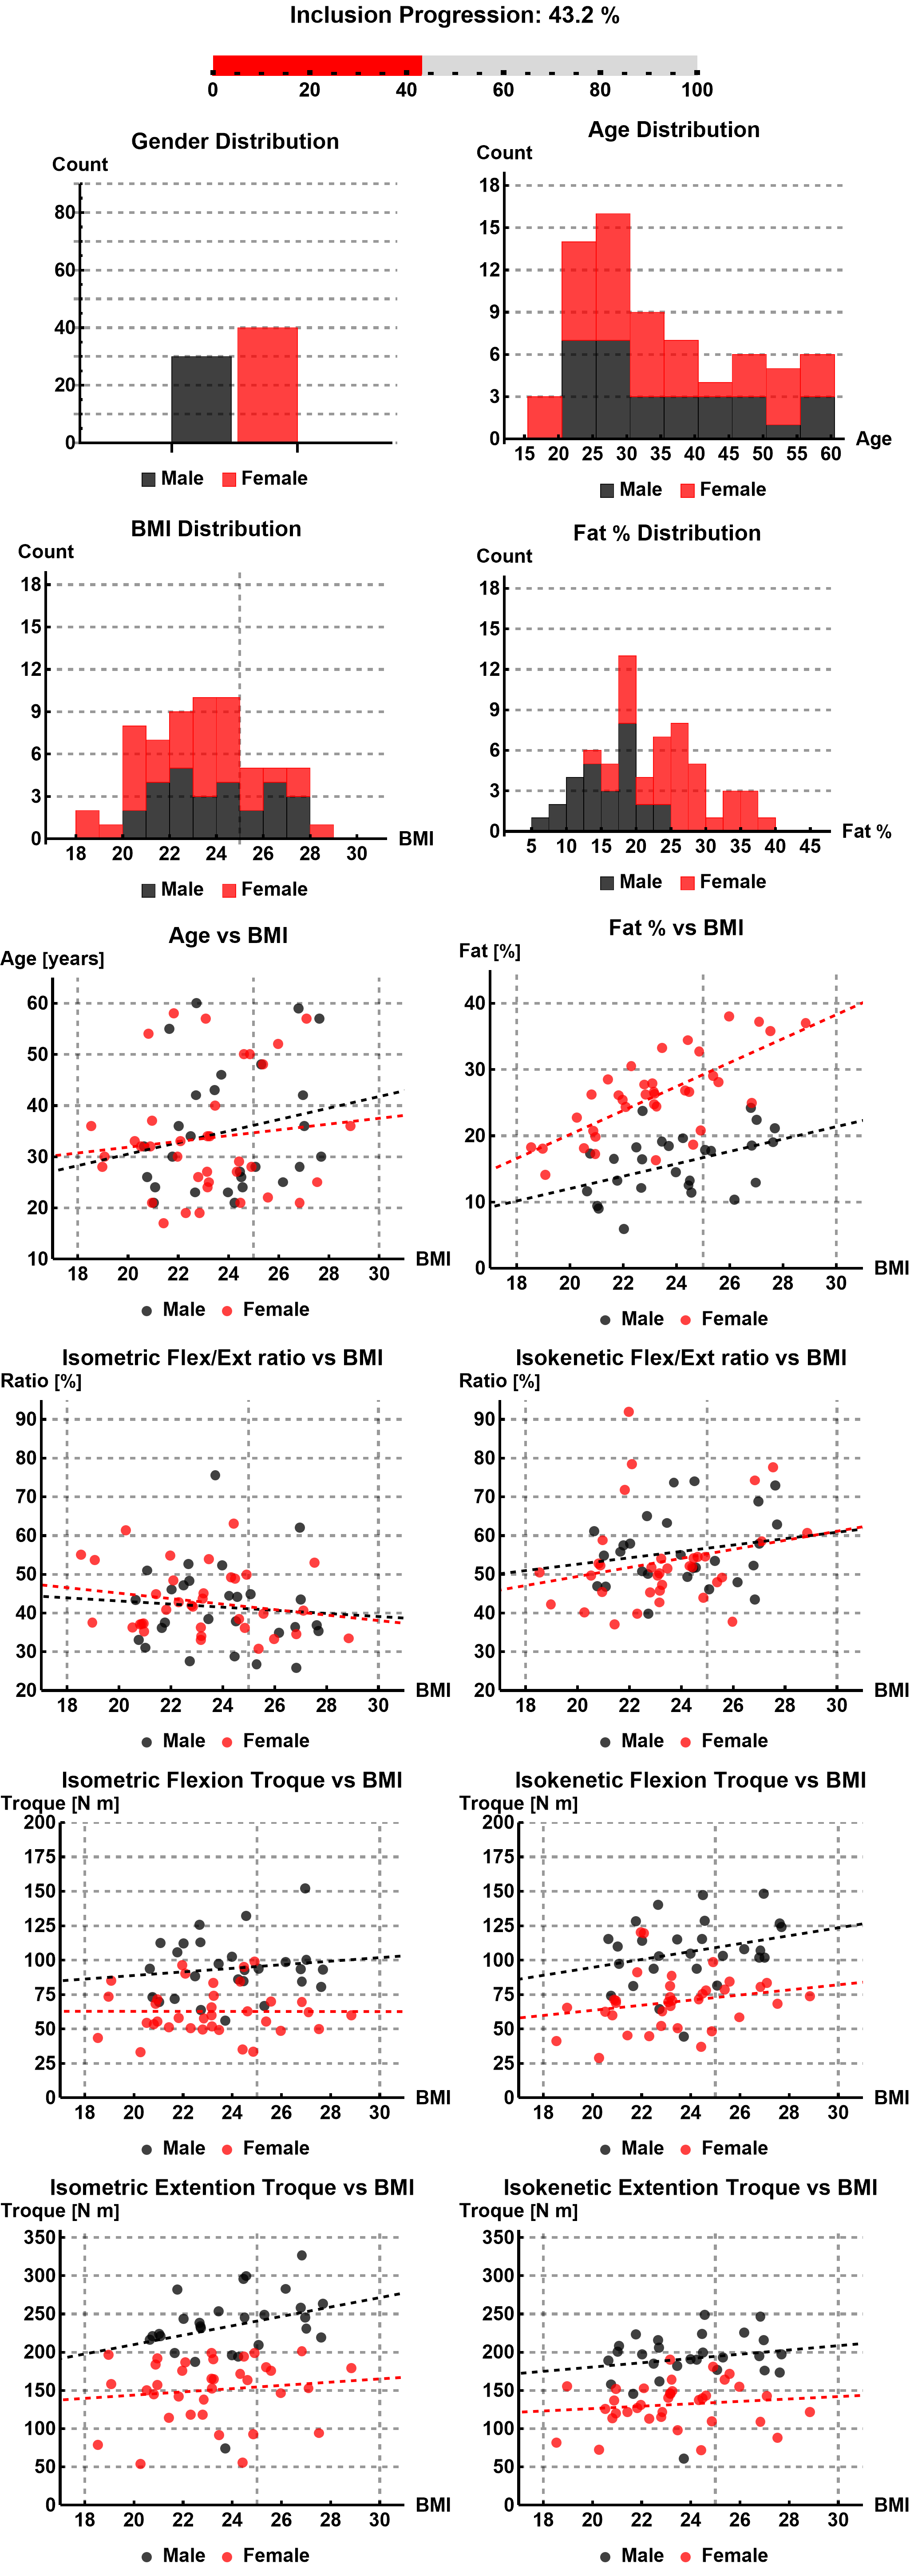 Inclusion Progression: 43.2 %
0 20 40 60 80 100
Gender Distribution
Count
80
60
40
20
0
Male Female
Age Distribution
Count
18
15
12
9
6
3
0
15 20 25 30 35 40 45 50 55 60
Age
Male Female
BMI Distribution
Count
18
15
12
9
6
3
0
18 20 22 24 26 28 30
BMI
Male Female
Fat % Distribution
Count
18
15
12
9
6
3
0
5 10 15 20 25 30 35 40 45
Fat %
Male Female
Age vs BMI
Age [years]
60
50
40
30
20
10
18 20 22 24 26 28 30
BMI
Male Female
Fat % vs BMI
Fat [%]
40
30
20
10
0
18 20 22 24 26 28 30
BMI
Male Female
Isometric Flex/Ext ratio vs BMI
Ratio [%]
90
80
70
60
50
40
30
20
18 20 22 24 26 28 30
BMI
Male Female
Isokenetic Flex/Ext ratio vs BMI
Ratio [%]
90
80
70
60
50
40
30
20
18 20 22 24 26 28 30
BMI
Male Female
Isometric Flexion Troque vs BMI
Troque [N m]
200
175
150
125
100
75
50
25
0
18 20 22 24 26 28 30
BMI
Male Female
Isokenetic Flexion Troque vs BMI
Troque [N m]
200
175
150
125
100
75
50
25
0
18 20 22 24 26 28 30
BMI
Male Female
Isometric Extention Troque vs BMI
Troque [N m]
350
300
250
200
150
100
50
0
18 20 22 24 26 28 30
BMI
Male Female
Isokenetic Extention Troque vs BMI
Troque [N m]
350
300
250
200
150
100
50
0
18 20 22 24 26 28 30
BMI
Male Female